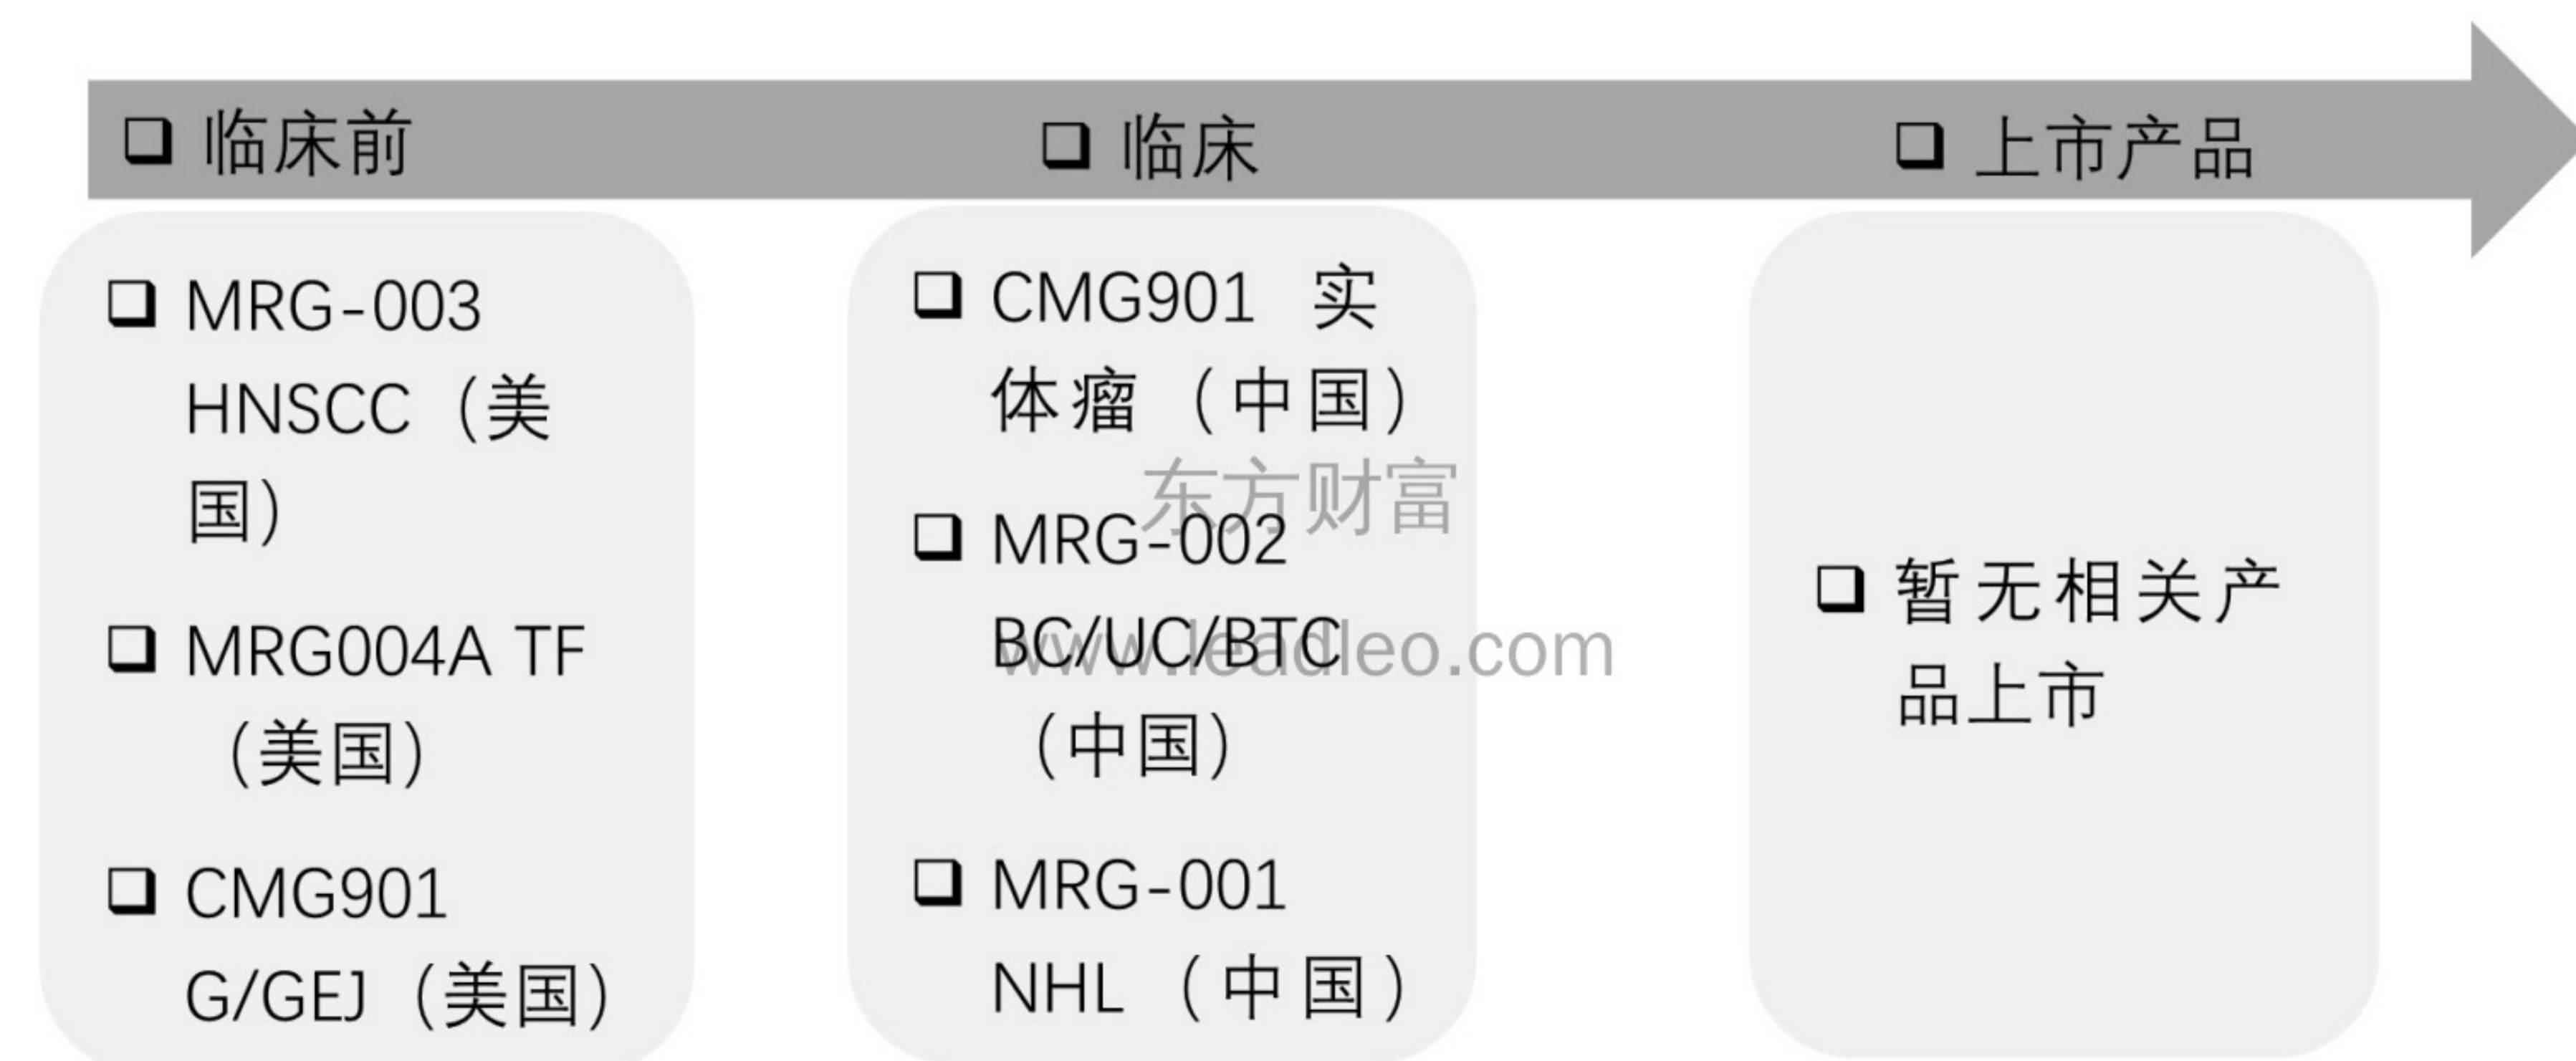 临床前
临床
上市产品
MRG-003
HNSCC（美
国）
MRG004A TF
（美国）
CMG901
G/GEJ（美国）
CMG901 实
体瘤（中国）
MRG-002
BC/UC/BTC
（中国）
MRG-001
NHL（中国）
暂无相关产
品上市
东方财富
www.leadleo.com